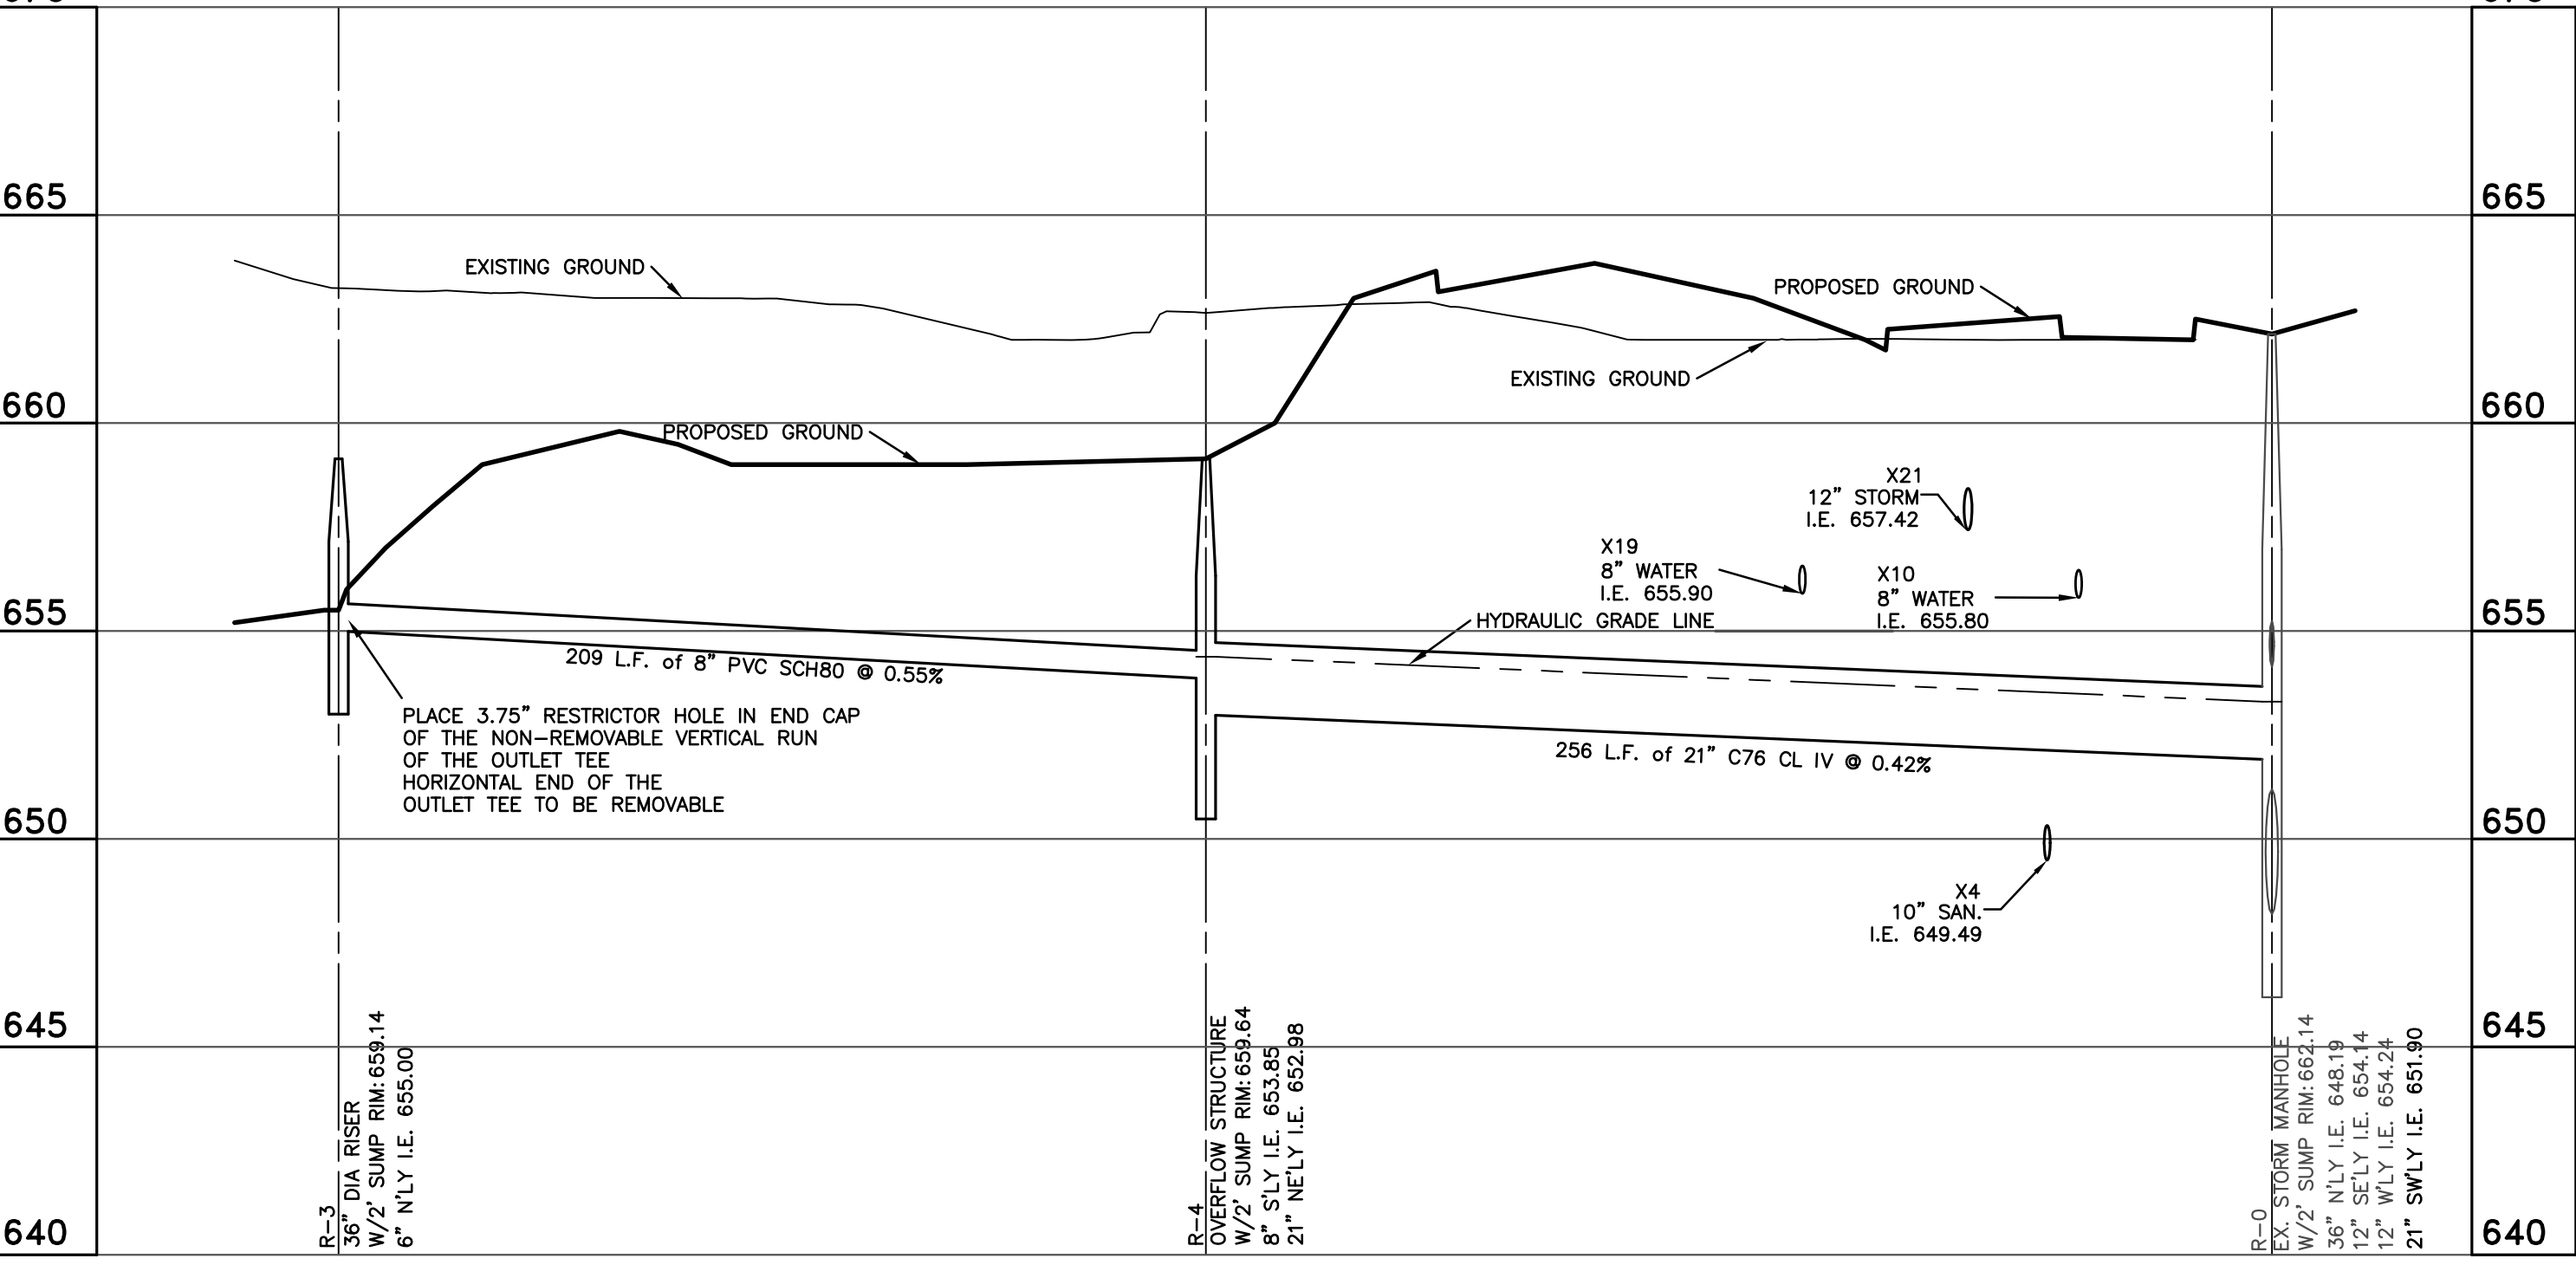 665
665
EXISTING GROUND
PROPOSED GROUND
EXISTING GROUND
660
660
PROPOSED GROUND
X21
12" STORM
I.E. 657.42
X19
8" WATER
I.E. 655.90
X10
8" WATER
I.E. 655.80
HYDRAULIC GRADE LINE
655
655
209 L.F. of 8" PVC SCH80 @ 0.55%
PLACE 3.75" RESTRICTOR HOLE IN END CAP
OF THE NON-REMOVABLE VERTICAL RUN
OF THE OUTLET TEE
HORIZONTAL END OF THE
OUTLET TEE TO BE REMOVABLE
256 L.F. of 21" C76 CL IV @ 0.42%
650
650
X4
10" SAN.
I.E. 649.49
645
645
R-3
36" DIA RISER
W/2' SUMP RIM:659.14
6" N'LY I.E. 655.00
R-4
OVERFLOW STRUCTURE
W/2' SUMP RIM:659.64
8" S'LY I.E. 653.85
21" NE'LY I.E. 652.98
R-0
EX. STORM MANHOLE
W/2' SUMP RIM:662.14
36" N'LY I.E. 648.19
12" SE'LY I.E. 654.14
12" W'LY I.E. 654.24
21" SW'LY I.E. 651.90
640
640